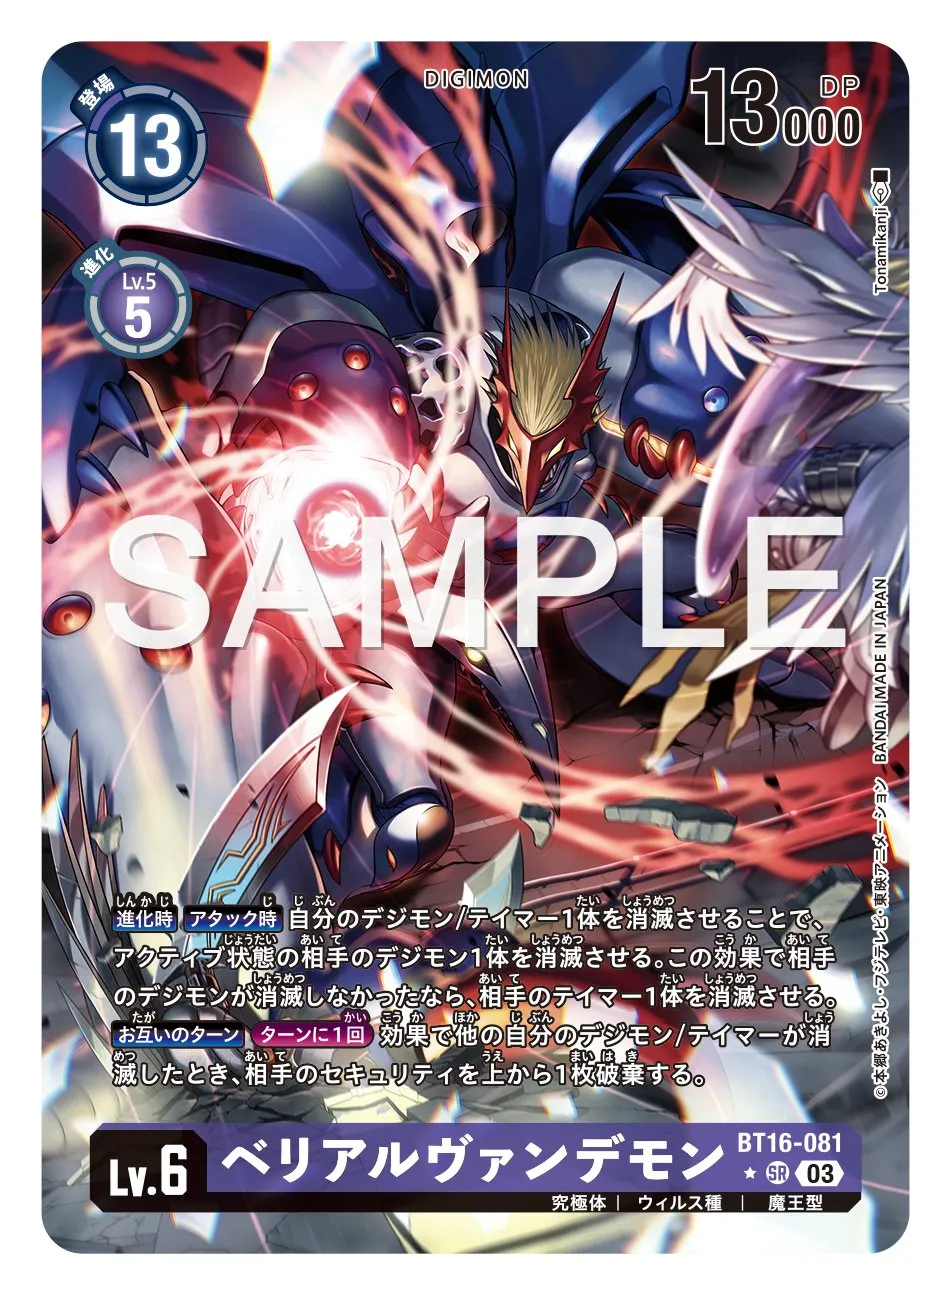 DIGIMON
登場
13
DP
13000
進化
Lv.5
5
Tonamikanji
SAMPLE
BANDAI MADE IN JAPAN
©本郷あきよし・フジテレビ・東映アニメーション
進化時 アタック時 自分のデジモン/テイマー1体を消滅させることで、
アクティブ状態の相手のデジモン1体を消滅させる。この効果で相手
のデジモンが消滅しなかったなら、相手のテイマー1体を消滅させる。
お互いのターン ターンに1回 効果で他の自分のデジモン/テイマーが消
滅したとき、相手のセキュリティを上から1枚破棄する。
Lv.6
ベリアルヴァンデモン
BT16-081
SR 03
究極体 | ウィルス種 | 魔王型